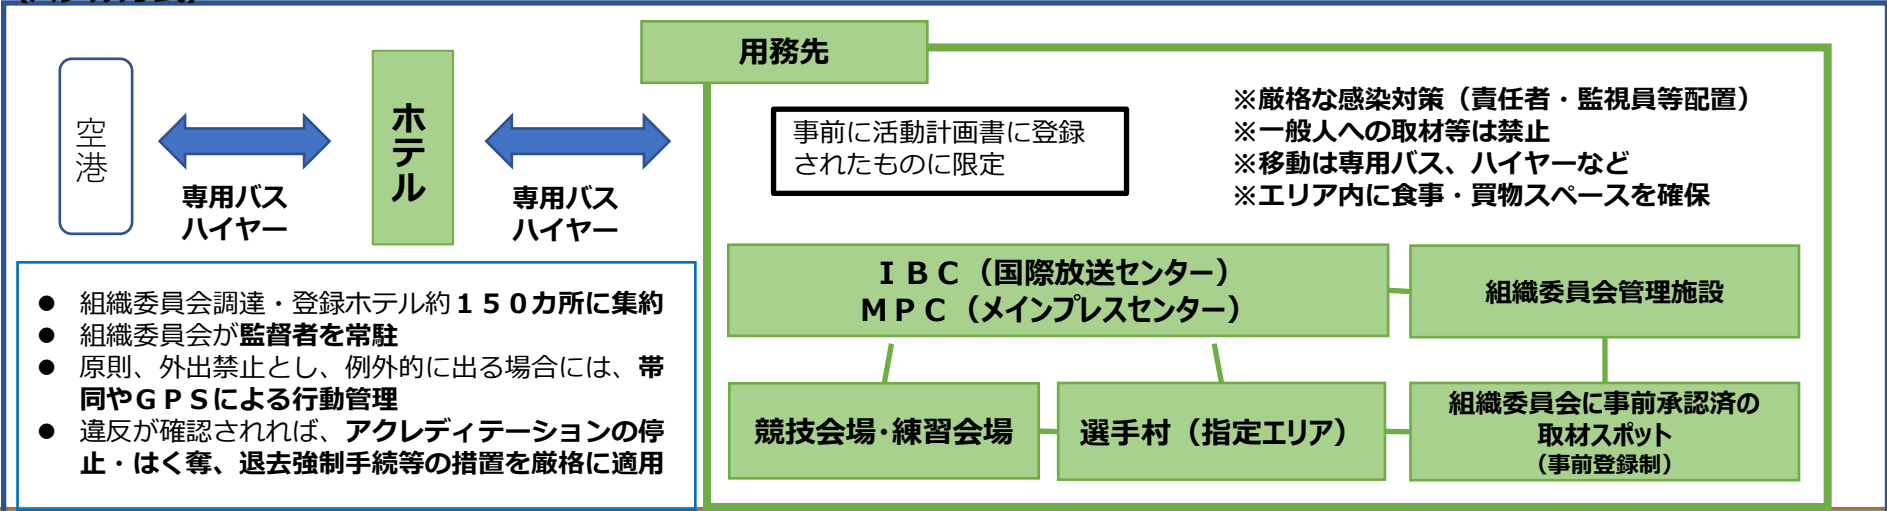 空港
専用バス
ハイヤー
ホテル
専用バス
ハイヤー
● 組織委員会調達・登録ホテル約１５０カ所に集約
● 組織委員会が監督者を常駐
● 原則、外出禁止とし、例外的に出る場合には、帯
同やＧＰＳによる行動管理
● 違反が確認されれば、アクレディテーションの停
止・はく奪、退去強制手続等の措置を厳格に適用
用務先
事前に活動計画書に登録
されたものに限定
※厳格な感染対策（責任者・監視員等配置）
※一般人への取材等は禁止
※移動は専用バス、ハイヤーなど
※エリア内に食事・買物スペースを確保
ＩＢＣ（国際放送センター）
ＭＰＣ（メインプレスセンター）
組織委員会管理施設
競技会場・練習会場
選手村（指定エリア）
組織委員会に事前承認済の
取材スポット
（事前登録制）